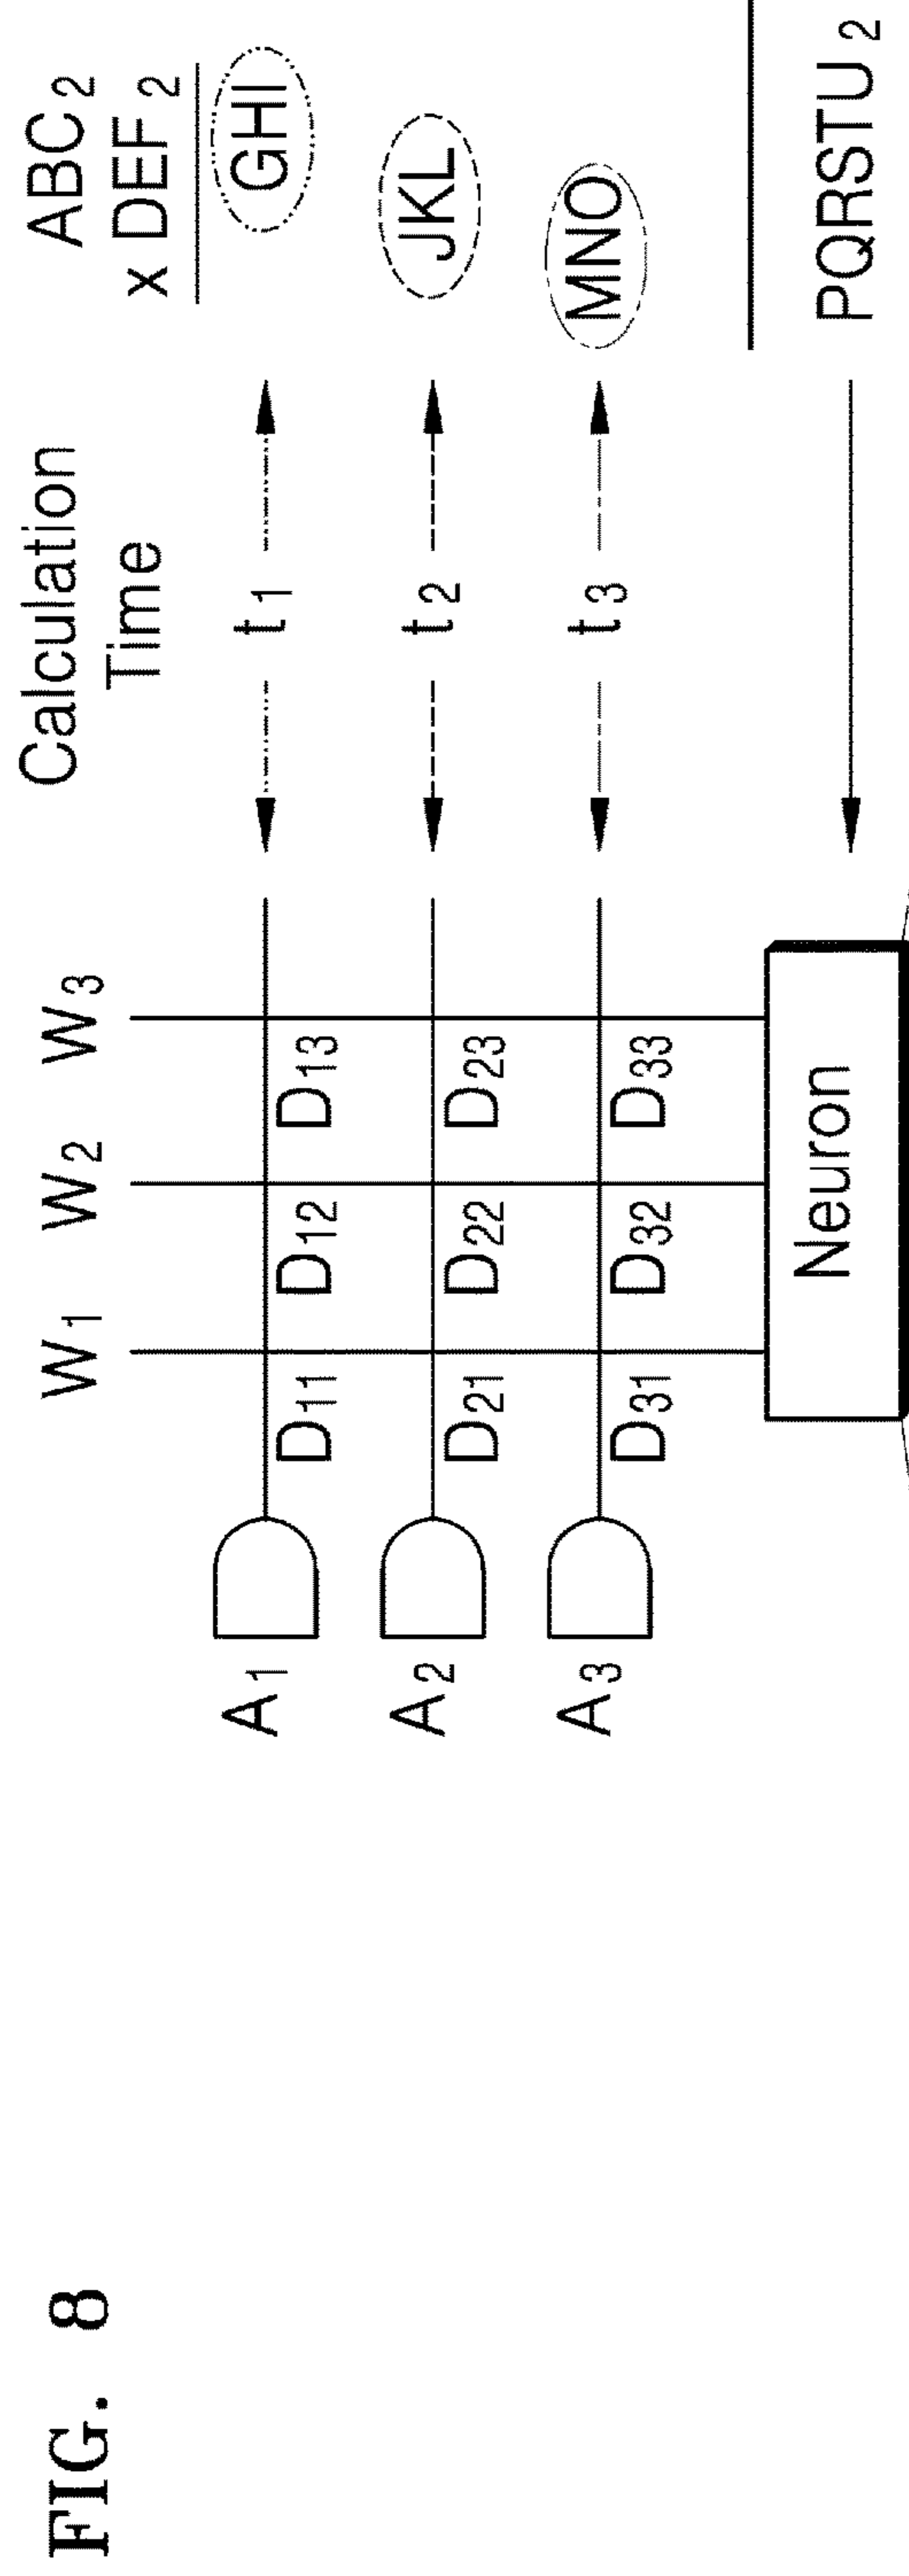 FIG. 8
W1 W2 W3
Calculation
Time
ABC2
x DEF2
A1
D11 D12 D13
t1
GHI
A2
D21 D22 D23
t2
JKL
A3
D31 D32 D33
t3
MNO
Neuron
PQRSTU2